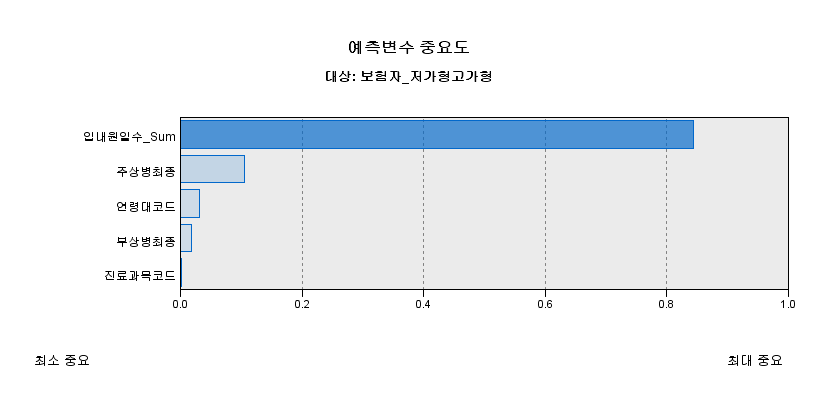 예측변수 중요도
대상: 보험자_저가형고가형
입내원일수_Sum
주상병최종
연령대코드
부상병최종
진료과목코드
0.0 0.2 0.4 0.6 0.8 1.0
최소 중요 최대 중요